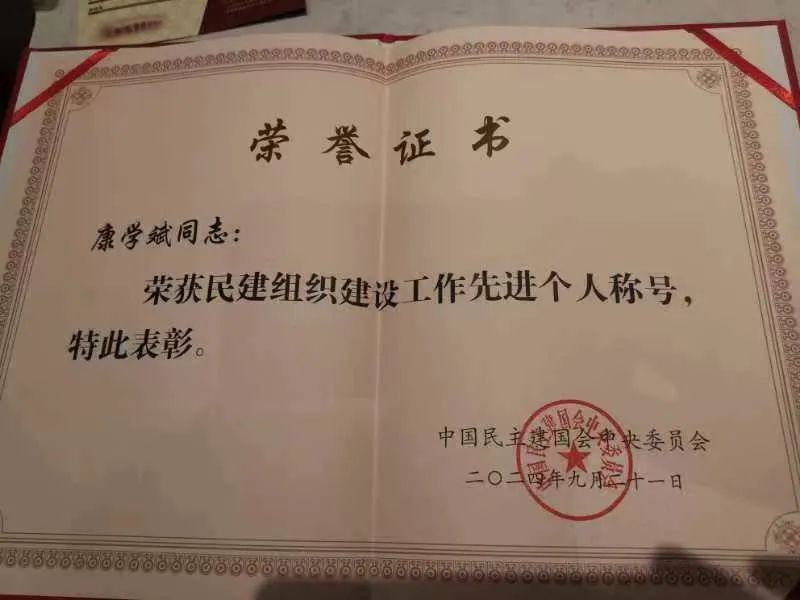 荣誉证书
康学斌同志：
荣获民建组织建设工作先进个人称号，
特此表彰。
中国民主建国会中央委员会
二〇二四年九月二十一日